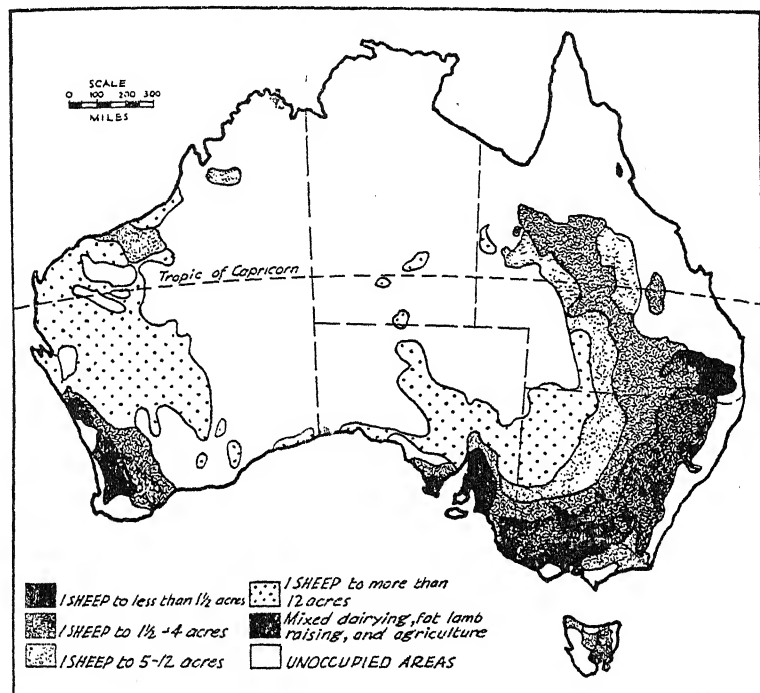 SCALE
0 100 200 300
MILES
Tropic of Capricorn
1 SHEEP to less than 1½ acres
1 SHEEP to 1½-4 acres
1 SHEEP to 5-12 acres
1 SHEEP to more than
12 acres
Mixed dairying, fat lamb
raising, and agriculture
UNOCCUPIED AREAS